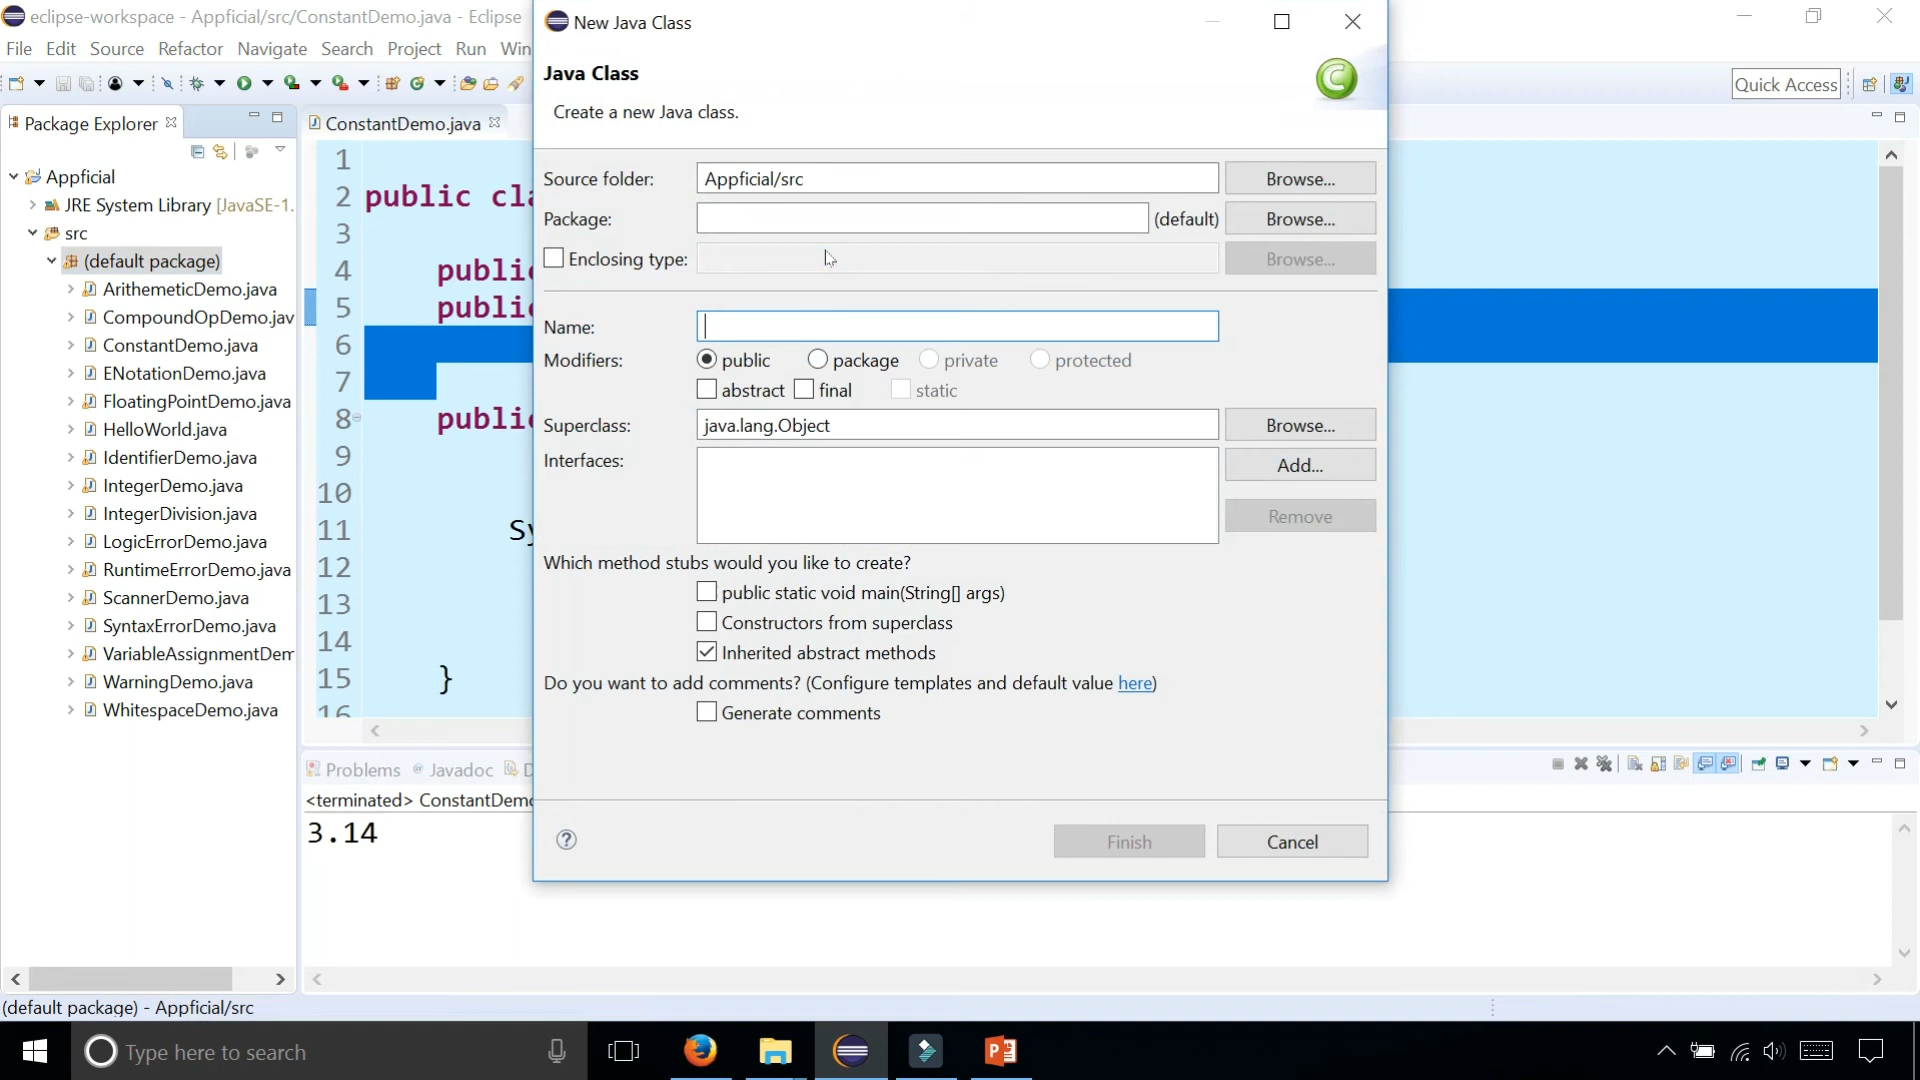 eclipse-workspace - Appficial/src/ConstantDemo.java - Eclipse
File Edit Source Refactor Navigate Search Project Run Win
Quick Access
Package Explorer
Appficial
JRE System Library [JavaSE-1.
src
(default package)
ArithemeticDemo.java
CompoundOpDemo.jav
ConstantDemo.java
ENotationDemo.java
FloatingPointDemo.java
HelloWorld.java
IdentifierDemo.java
IntegerDemo.java
IntegerDivision.java
LogicErrorDemo.java
RuntimeErrorDemo.java
ScannerDemo.java
SyntaxErrorDemo.java
VariableAssignmentDem
WarningDemo.java
WhitespaceDemo.java
ConstantDemo.java
1
2 public cla
3
4 public
5 public
6
7
8 public
9
10
11 Sy
12
13
14
15 }
16
New Java Class
Java Class
Create a new Java class.
Source folder: Appficial/src Browse...
Package: (default) Browse...
Enclosing type: Browse...
Name:
Modifiers: public package private protected
abstract final static
Superclass: java.lang.Object Browse...
Interfaces: Add...
Remove
Which method stubs would you like to create?
public static void main(String[] args)
Constructors from superclass
Inherited abstract methods
Do you want to add comments? (Configure templates and default value here)
Generate comments
Finish Cancel
Problems Javadoc D
<terminated> ConstantDemo
3.14
(default package) - Appficial/src
Type here to search